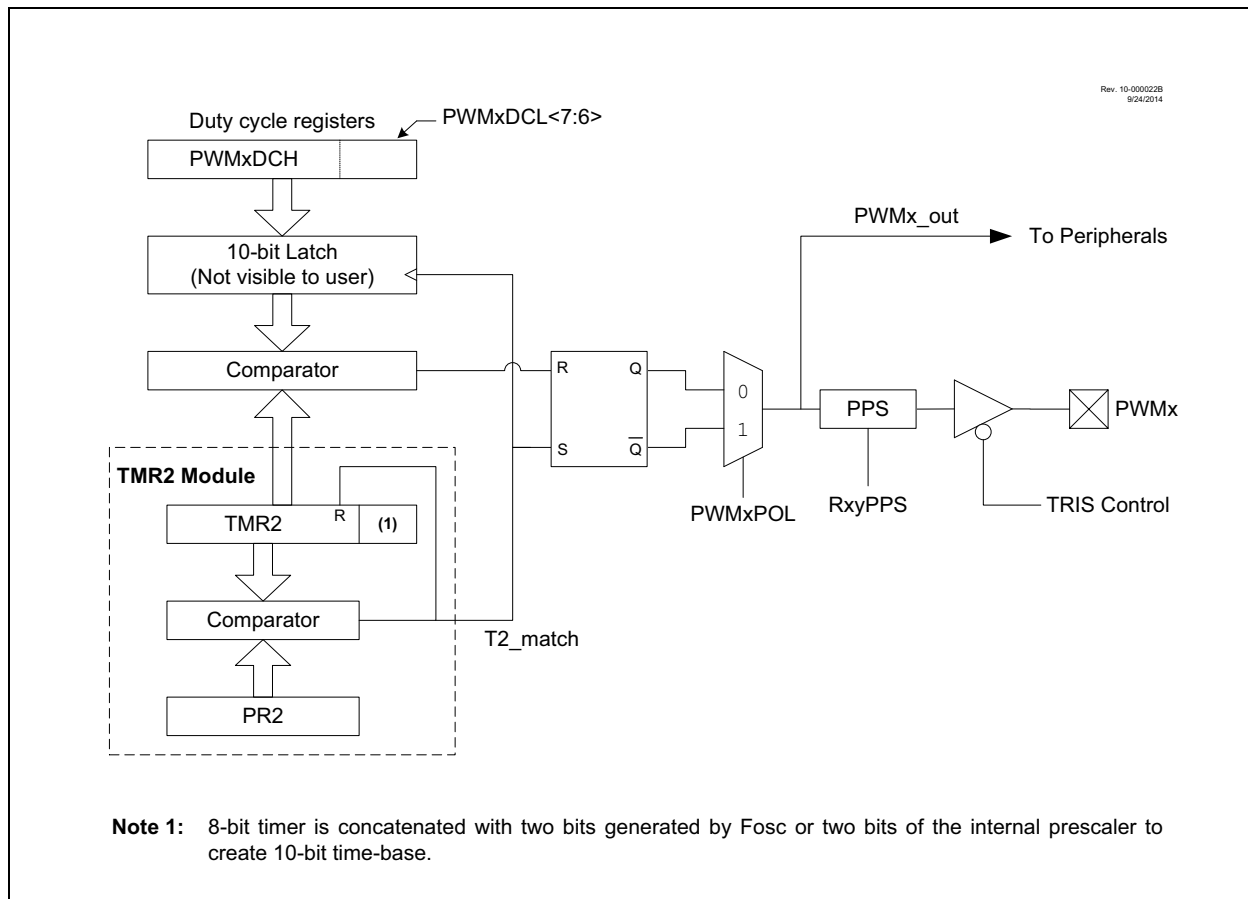 Rev. 10-000022B
9/24/2014
Duty cycle registers
PWMxDCL<7:6>
PWMxDCH
10-bit Latch
(Not visible to user)
Comparator
TMR2 Module
TMR2
R
(1)
Comparator
T2_match
PR2
R
Q
S
Q̅
0
1
PWMxPOL
PWMx_out
To Peripherals
PPS
RxyPPS
PWMx
TRIS Control
Note 1: 8-bit timer is concatenated with two bits generated by Fosc or two bits of the internal prescaler to
create 10-bit time-base.